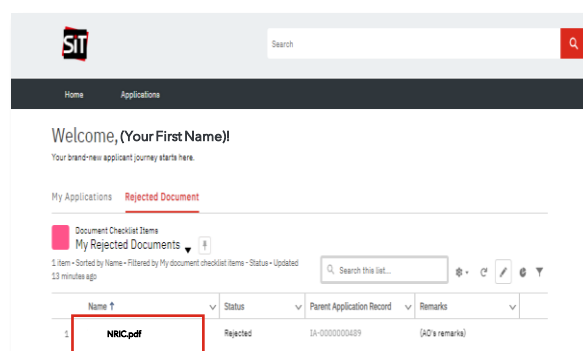 SiT
Search
Home Applications
Welcome, (Your First Name)!
Your brand-new applicant journey starts here.
My Applications Rejected Document
Document Checklist Items
My Rejected Documents
1 item • Sorted by Name • Filtered by My document checklist items - Status • Updated
13 minutes ago
Search this list...
Name ↑ Status Parent Application Record Remarks
1 NRIC.pdf Rejected IA-0000000489 (AO's remarks)